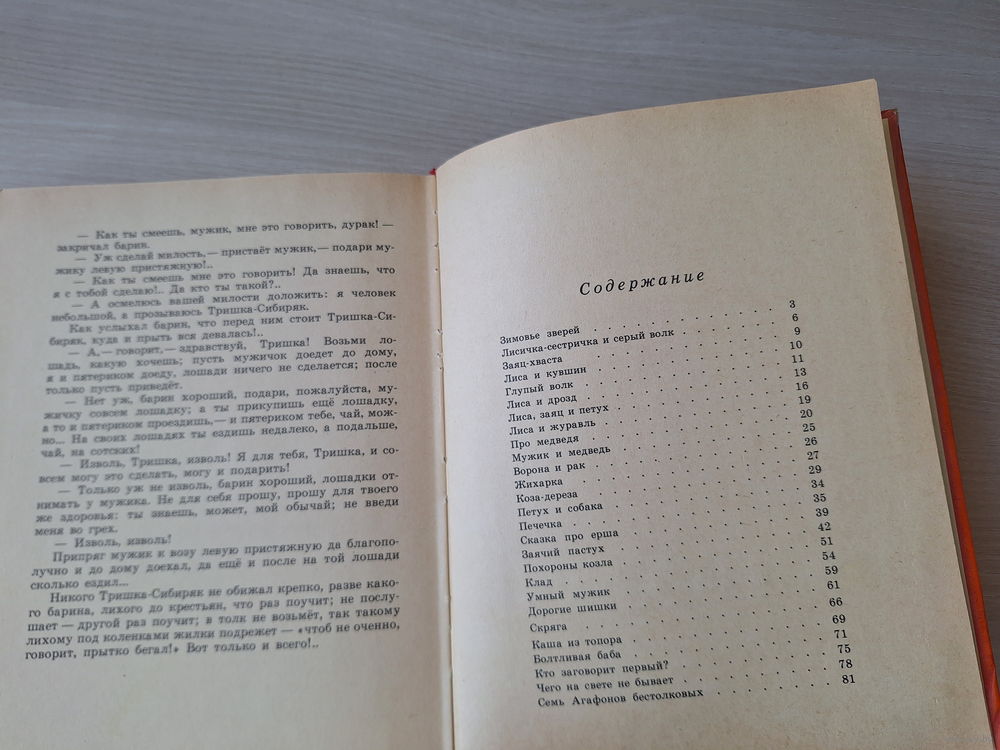 — Как ты смеешь, мужик, мне это говорить, дурак! —
закричал барин.
— Уж сделай милость,— пристаёт мужик,— подари му-
жику левую пристяжную!..
— Как ты смеешь мне это говорить! Да знаешь, что
я с тобой сделаю!.. Да кто ты такой?..
— А осмелюсь вашей милости доложить: я человек
небольшой, а прозываюсь Тришка-Сибиряк.
Как услыхал барин, что перед ним стоит Тришка-Си-
биряк, куда и прыть вся девалась!..
— А,— говорит,— здравствуй, Тришка! Возьми ло-
шадь, какую хочешь; пусть мужичок доедет до дому,
я и пятериком доеду, лошади ничего не сделается; после
только пусть приведёт.
— Нет уж, барин хороший, подари, пожалуйста, му-
жичку совсем лошадку; а ты прикупишь ещё лошадку,
а то и пятериком проездишь,— и пятериком тебе, чай, мож-
но... На своих лошадях ты ездишь недалеко, а подальше,
чай, на сотских!
— Изволь, Тришка, изволь! Я для тебя, Тришка, и со-
всем могу это сделать, могу и подарить!
— Только уж не изволь, барин хороший, лошадки от-
нимать у мужика. Не для себя прошу, прошу для твоего
же здоровья: ты знаешь, может, мой обычай; не введи
меня во грех.
— Изволь, изволь!
Припряг мужик к возу левую пристяжную да благопо-
лучно и до дому доехал, да ещё и после на той лошади
сколько ездил...
Никого Тришка-Сибиряк не обижал крепко, разве како-
го барина, лихого до крестьян, что раз поучит; не послу-
шает — другой раз поучит; в толк не возьмёт, так такому
лихому под коленками жилки подрежет — «чтоб не оченно,
говорит, прытко бегал!» Вот только и всего!..
Содержание
Зимовье зверей 3
Лисичка-сестричка и серый волк 6
Заяц-хваста 9
Лиса и кувшин 10
Глупый волк 11
Лиса и дрозд 13
Лиса, заяц и петух 16
Лиса и журавль 19
Про медведя 20
Мужик и медведь 25
Ворона и рак 26
Жихарка 27
Коза-дереза 29
Петух и собака 34
Печечка 35
Сказка про ерша 39
Заячий пастух 42
Похороны козла 51
Клад 54
Умный мужик 59
Дорогие шишки 61
Скряга 66
Каша из топора 69
Болтливая баба 71
Кто заговорит первый? 75
Чего на свете не бывает 78
Семь Агафонов бестолковых 81